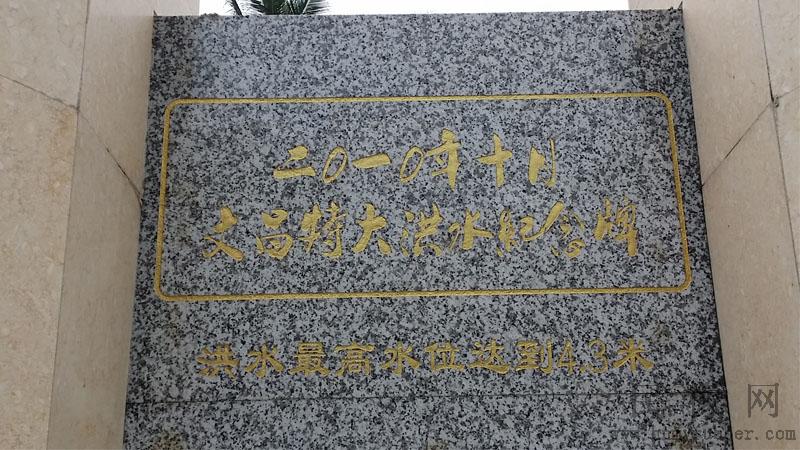 二〇一〇年十月
文昌特大洪水纪念牌
洪水最高水位达到4.3米
网